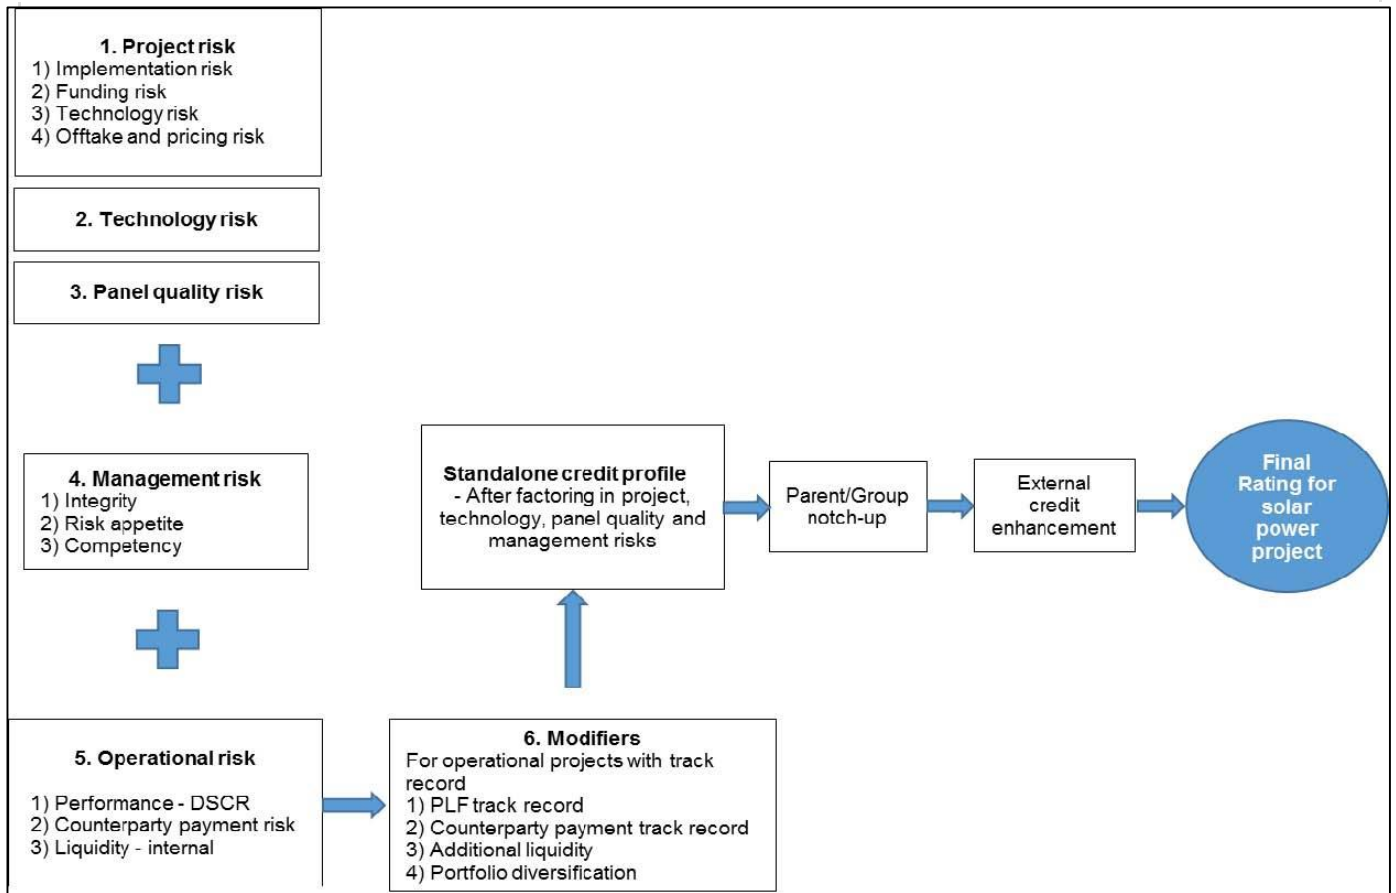 1. Project risk
1) Implementation risk
2) Funding risk
3) Technology risk
4) Offtake and pricing risk
2. Technology risk
3. Panel quality risk
4. Management risk
1) Integrity
2) Risk appetite
3) Competency
5. Operational risk
1) Performance - DSCR
2) Counterparty payment risk
3) Liquidity - internal
6. Modifiers
For operational projects with track
record
1) PLF track record
2) Counterparty payment track record
3) Additional liquidity
4) Portfolio diversification
Standalone credit profile
- After factoring in project,
technology, panel quality and
management risks
Parent/Group
notch-up
External
credit
enhancement
Final
Rating for
solar
power
project